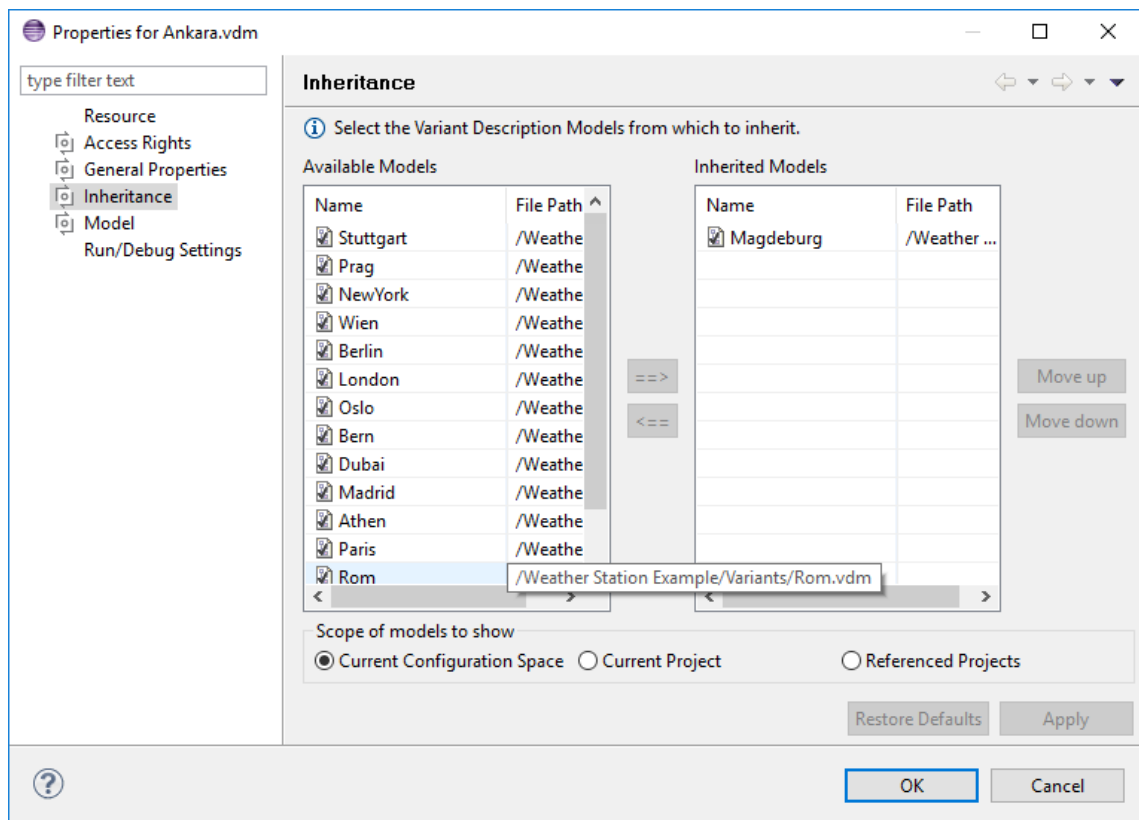 Properties for Ankara.vdm
type filter text
Resource
Access Rights
General Properties
Inheritance
Model
Run/Debug Settings
Inheritance
Select the Variant Description Models from which to inherit.
Available Models
Name File Path
Stuttgart /Weathe
Prag /Weathe
NewYork /Weathe
Wien /Weathe
Berlin /Weathe
London /Weathe
Oslo /Weathe
Bern /Weathe
Dubai /Weathe
Madrid /Weathe
Athen /Weathe
Paris /Weathe
Rom /Weather Station Example/Variants/Rom.vdm
==>
<==
Inherited Models
Name File Path
Magdeburg /Weather ...
Move up
Move down
Scope of models to show
Current Configuration Space Current Project Referenced Projects
Restore Defaults Apply
? OK Cancel